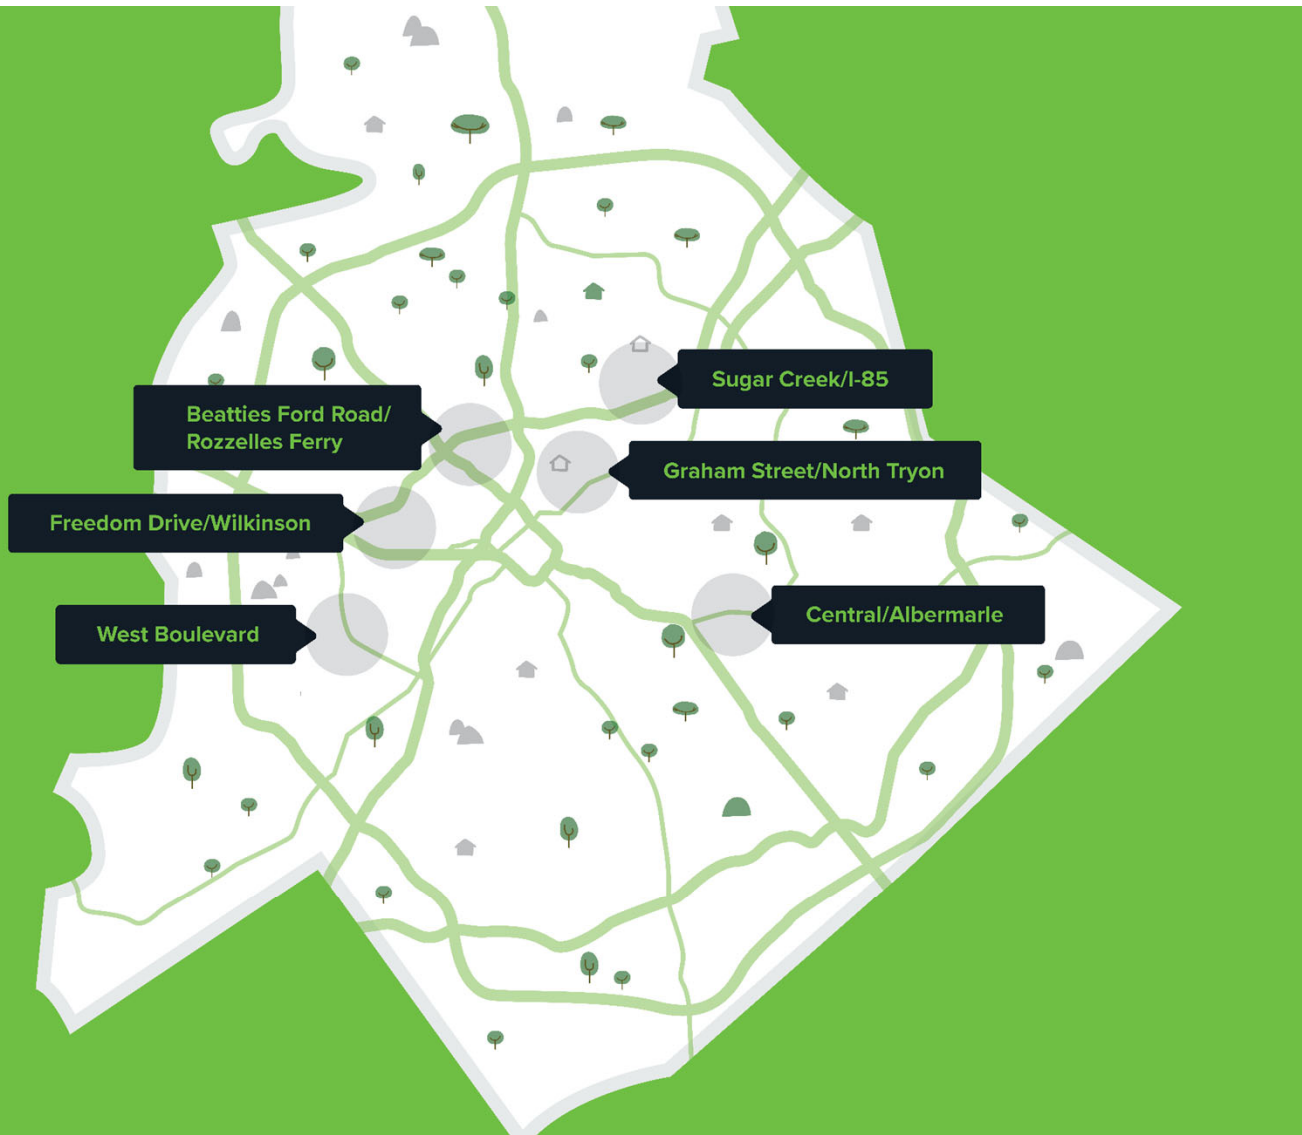 Sugar Creek/I-85
Beatties Ford Road/
Rozzelles Ferry
Graham Street/North Tryon
Freedom Drive/Wilkinson
Central/Albermarle
West Boulevard